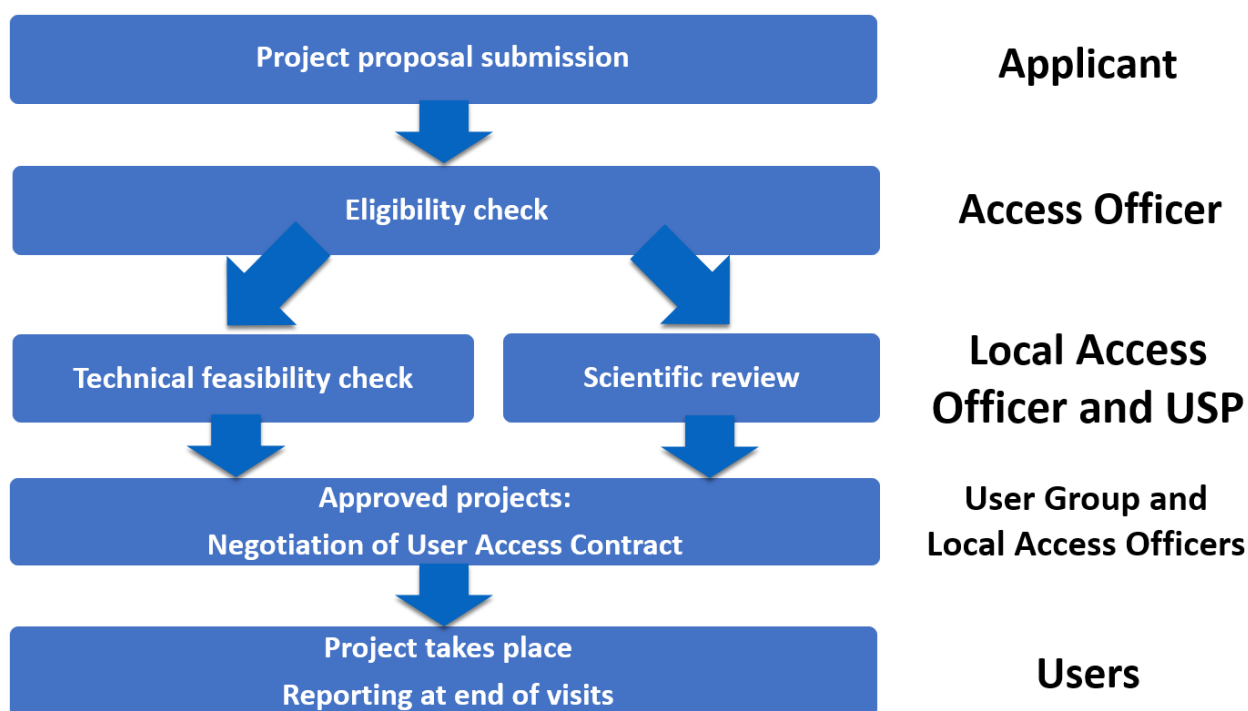 Project proposal submission
Applicant
Eligibility check
Access Officer
Technical feasibility check
Scientific review
Local Access
Officer and USP
Approved projects:
Negotiation of User Access Contract
User Group and
Local Access Officers
Project takes place
Reporting at end of visits
Users